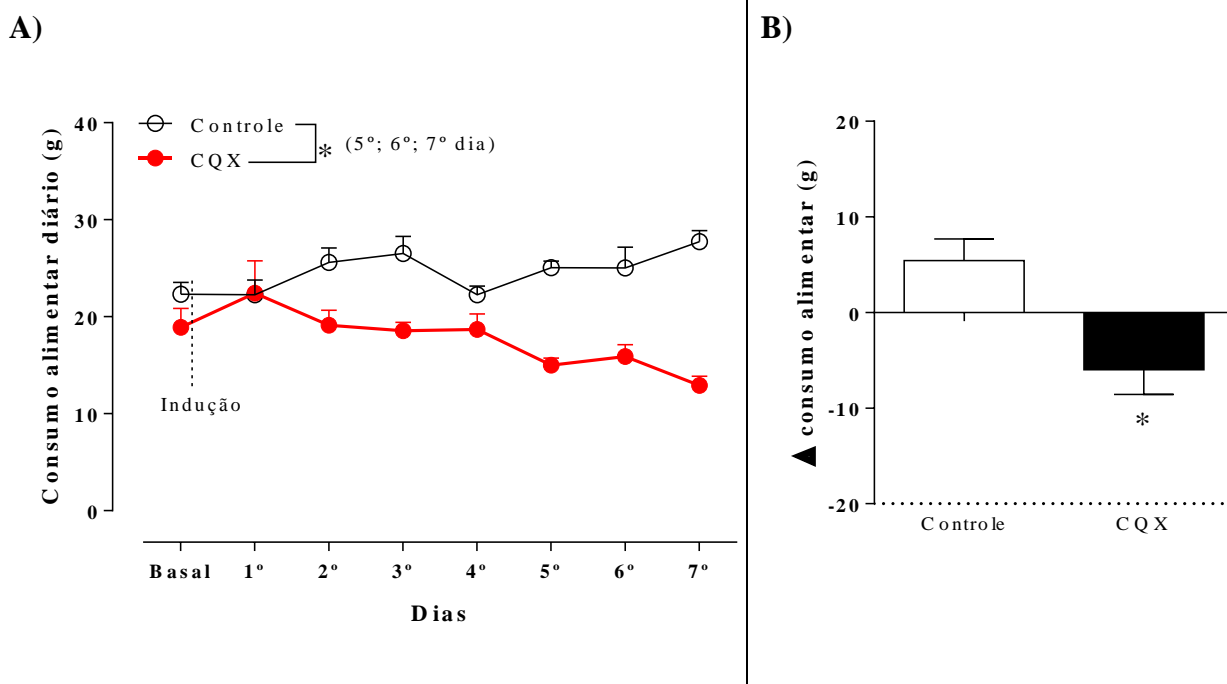 A)
Consumo alimentar diário (g)
40
30
20
10
0
Controle
CQX
* (5º; 6º; 7º dia)
Indução
Basal 1º 2º 3º 4º 5º 6º 7º
Dias
B)
▲ consumo alimentar (g)
20
10
0
-10
-20
*
Controle CQX